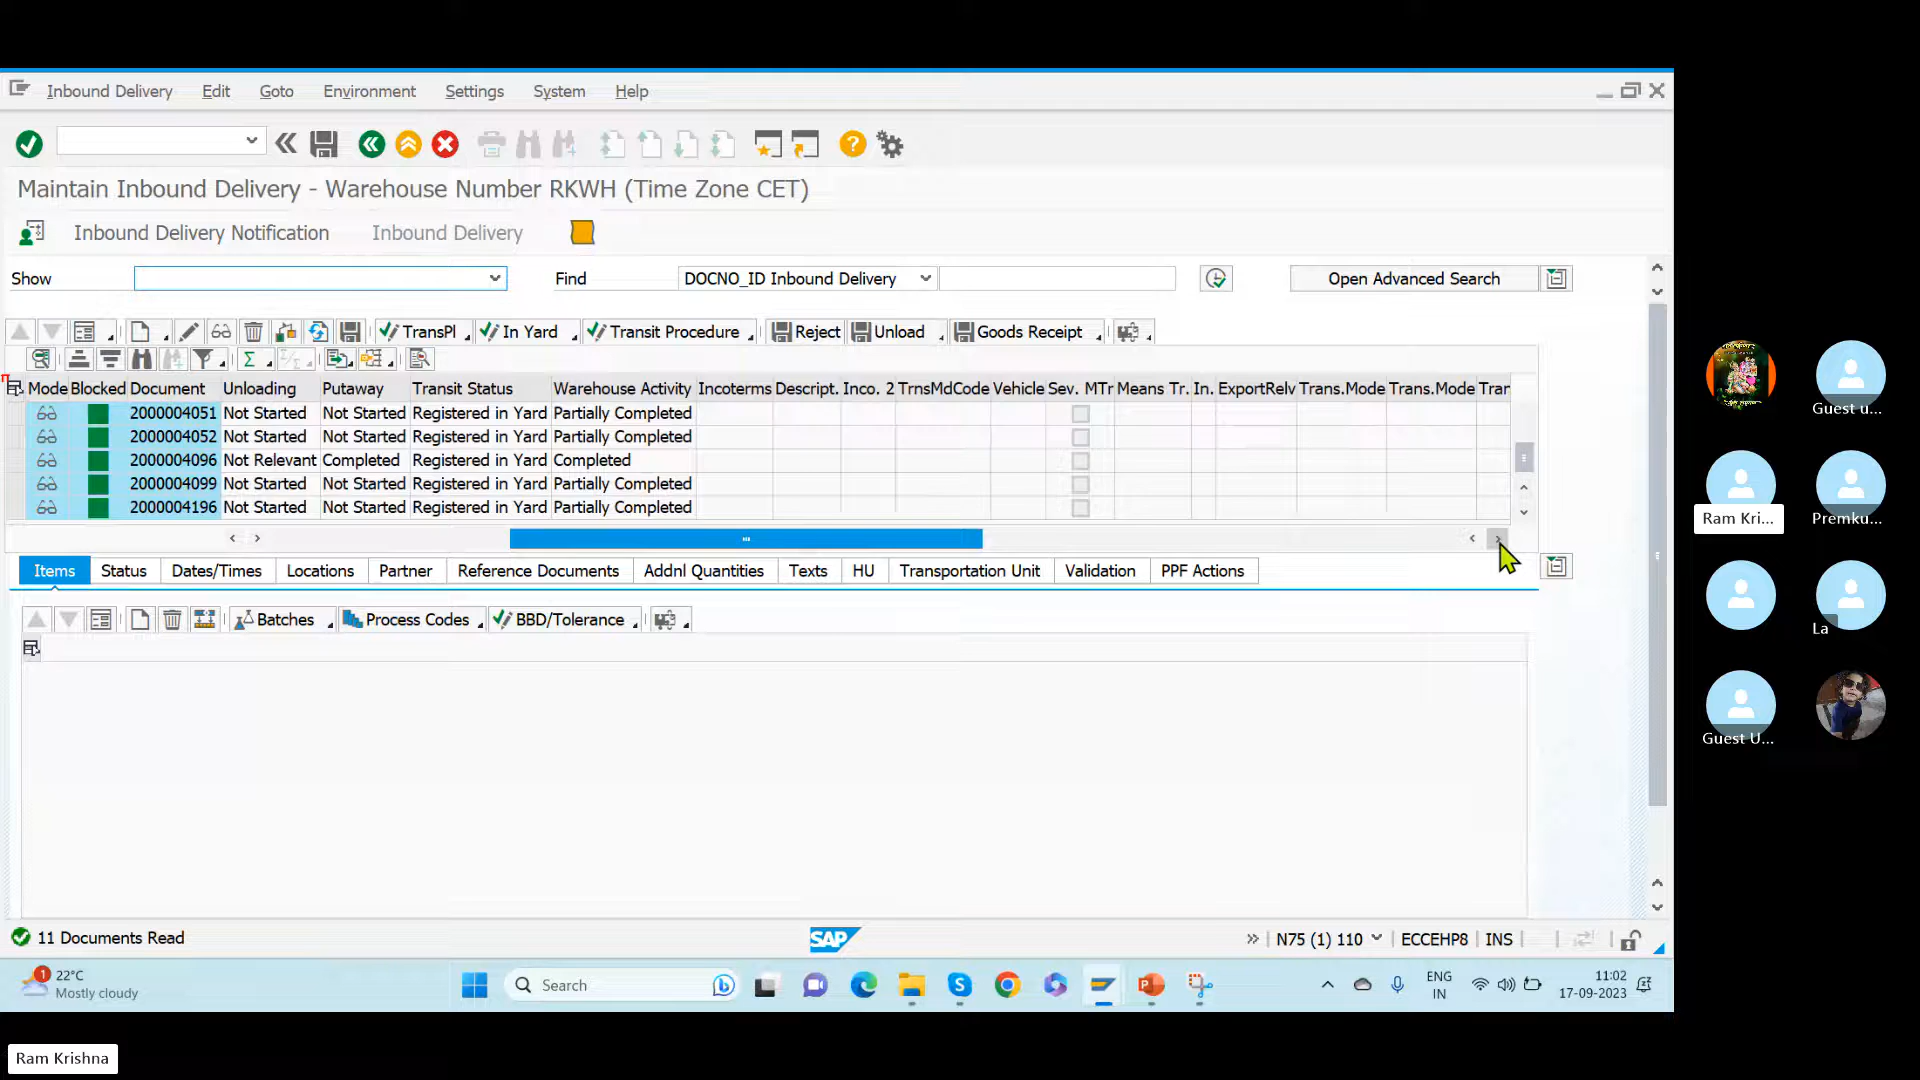 Inbound Delivery Edit Goto Environment Settings System Help
Maintain Inbound Delivery - Warehouse Number RKWH (Time Zone CET)
Inbound Delivery Notification Inbound Delivery
Show Find DOCNO_ID Inbound Delivery Open Advanced Search
TransPl In Yard Transit Procedure Reject Unload Goods Receipt
Mode Blocked Document Unloading Putaway Transit Status Warehouse Activity Incoterms Descript. Inco. 2 TrnsMdCode Vehicle Sev. MTr Means Tr. In. ExportRelv Trans.Mode Trans.Mode Tran
2000004051 Not Started Not Started Registered in Yard Partially Completed
2000004052 Not Started Not Started Registered in Yard Partially Completed
2000004096 Not Relevant Completed Registered in Yard Completed
2000004099 Not Started Not Started Registered in Yard Partially Completed
2000004196 Not Started Not Started Registered in Yard Partially Completed
Items Status Dates/Times Locations Partner Reference Documents Addnl Quantities Texts HU Transportation Unit Validation PPF Actions
Batches Process Codes BBD/Tolerance
11 Documents Read SAP N75 (1) 110 ECCEHP8 INS
1 22°C
Mostly cloudy
Search
ENG
IN
11:02
17-09-2023
Guest u...
Ram Kri...
Premku...
La
Guest U...
Ram Krishna